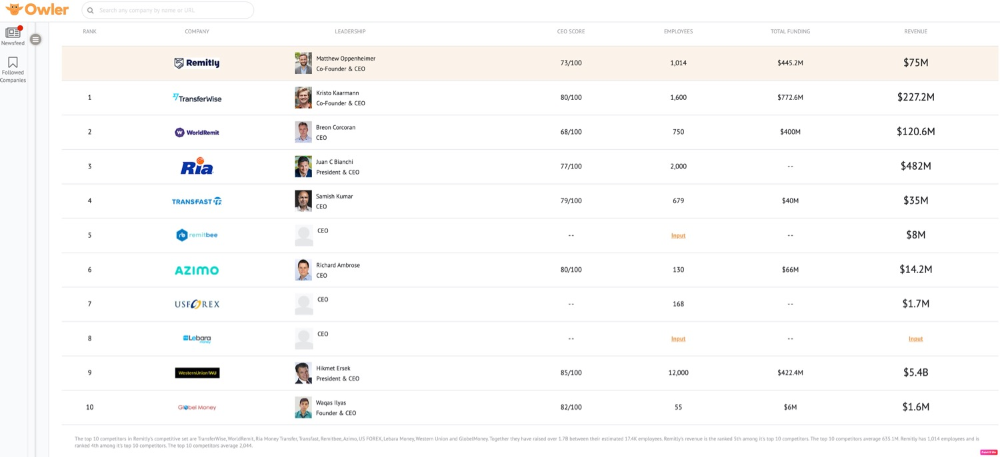 Owler
Search any company by name or URL
RANK COMPANY LEADERSHIP CEO SCORE EMPLOYEES TOTAL FUNDING REVENUE
Newsfeed
Followed
Companies
Remitly Matthew Oppenheimer
Co-Founder & CEO 73/100 1,014 $445.2M $75M
1 TransferWise Kristo Kaarmann
Co-Founder & CEO 80/100 1,600 $772.6M $227.2M
2 W WorldRemit Breon Corcoran
CEO 68/100 750 $400M $120.6M
3 Ria Juan C Bianchi
President & CEO 77/100 2,000 -- $482M
4 TRANSFAST TF Samish Kumar
CEO 79/100 679 $40M $35M
5 rb remitbee CEO -- Input -- $8M
6 AZIMO Richard Ambrose
CEO 80/100 130 $66M $14.2M
7 USFOREX CEO -- 168 -- $1.7M
8 Lebara money CEO -- Input -- Input
9 WesternUnion WU Hikmet Ersek
President & CEO 85/100 12,000 $422.4M $5.4B
10 Globel Money Waqas Ilyas
Founder & CEO 82/100 55 $6M $1.6M
The top 10 competitors in Remitly's competitive set are TransferWise, WorldRemit, Ria Money Transfer, Transfast, Remitbee, Azimo, US FOREX, Lebara Money, Western Union and GlobelMoney. Together they have raised over 1.7B between their estimated 17.4K employees. Remitly's revenue is the ranked 5th among it's top 10 competitors. The top 10 competitors average 635.1M. Remitly has 1,014 employees and is
ranked 4th among it's top 10 competitors. The top 10 competitors average 2,044.